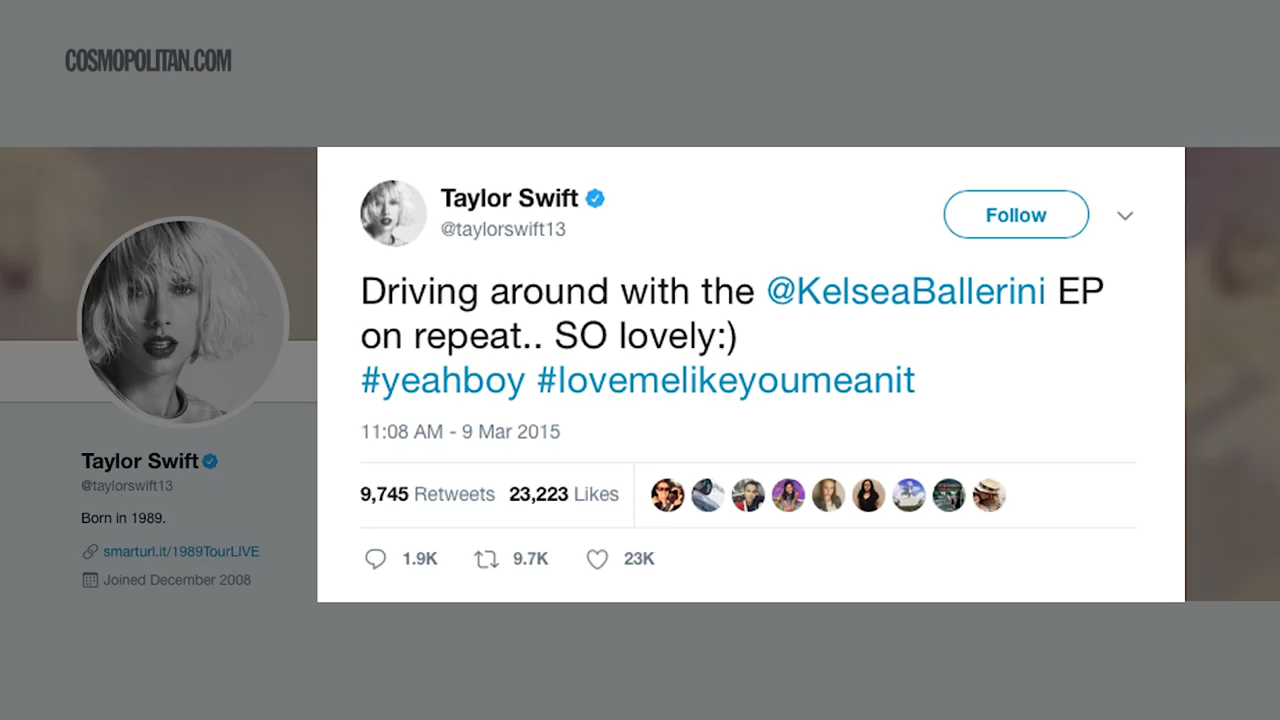 COSMOPOLITAN.COM
Taylor Swift
@taylorswift13
Follow
Driving around with the @KelseaBallerini EP
on repeat.. SO lovely:)
#yeahboy #lovemelikeyoumeanit
11:08 AM - 9 Mar 2015
9,745 Retweets 23,223 Likes
1.9K 9.7K 23K
Taylor Swift
@taylorswift13
Born in 1989.
smarturl.it/1989TourLIVE
Joined December 2008